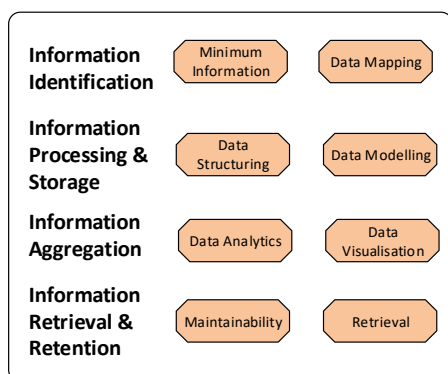 Information
Identification
Minimum
Information
Data Mapping
Information
Processing &
Storage
Data
Structuring
Data Modelling
Information
Aggregation
Data Analytics
Data
Visualisation
Information
Retrieval &
Retention
Maintainability
Retrieval